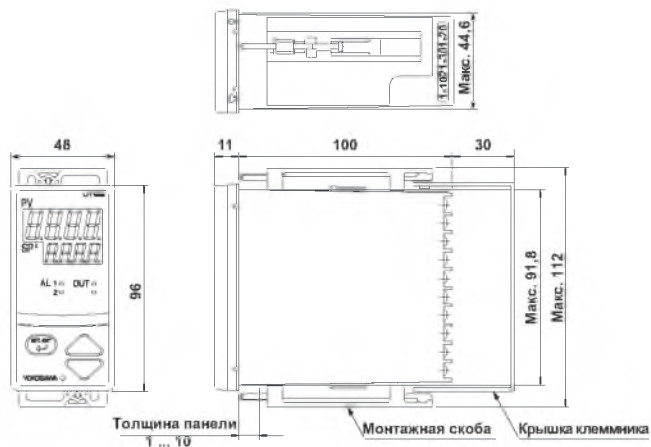 Макс. 44,6
48
11
100
30
PV
SP
AL 1
OUT
2
YOKOGAWA
96
Макс. 91,8
Макс. 112
Толщина панели
1 ... 10
Монтажная скоба
Крышка клеммника